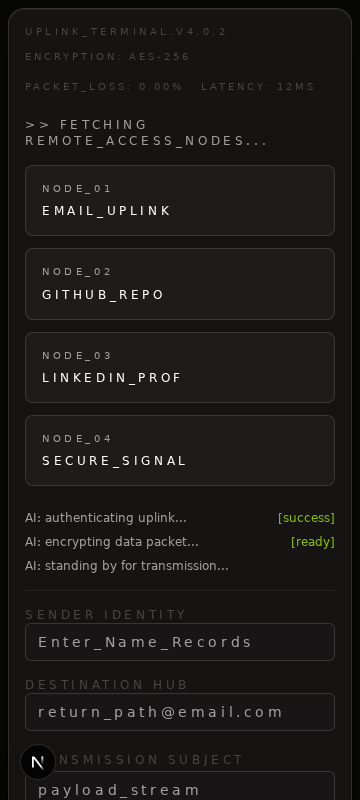 UPLINK_TERMINAL.V4.0.2
ENCRYPTION: AES-256
PACKET_LOSS: 0.00% LATENCY: 12MS
>> FETCHING
REMOTE_ACCESS_NODES...
NODE_01
EMAIL_UPLINK
NODE_02
GITHUB_REPO
NODE_03
LINKEDIN_PROF
NODE_04
SECURE_SIGNAL
AI: authenticating uplink... [success]
AI: encrypting data packet... [ready]
AI: standing by for transmission...
SENDER IDENTITY
Enter_Name_Records
DESTINATION HUB
return_path@email.com
N
NSMISSION SUBJECT
payload_stream